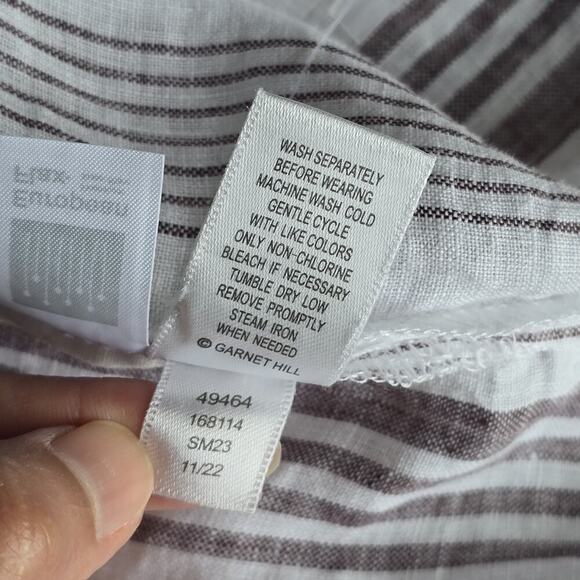 WASH SEPARATELY
BEFORE WEARING
MACHINE WASH COLD
GENTLE CYCLE
WITH LIKE COLORS
ONLY NON-CHLORINE
BLEACH IF NECESSARY
TUMBLE DRY LOW
REMOVE PROMPTLY
STEAM IRON
WHEN NEEDED
© GARNET HILL
49464
168114
SM23
11/22
Flax